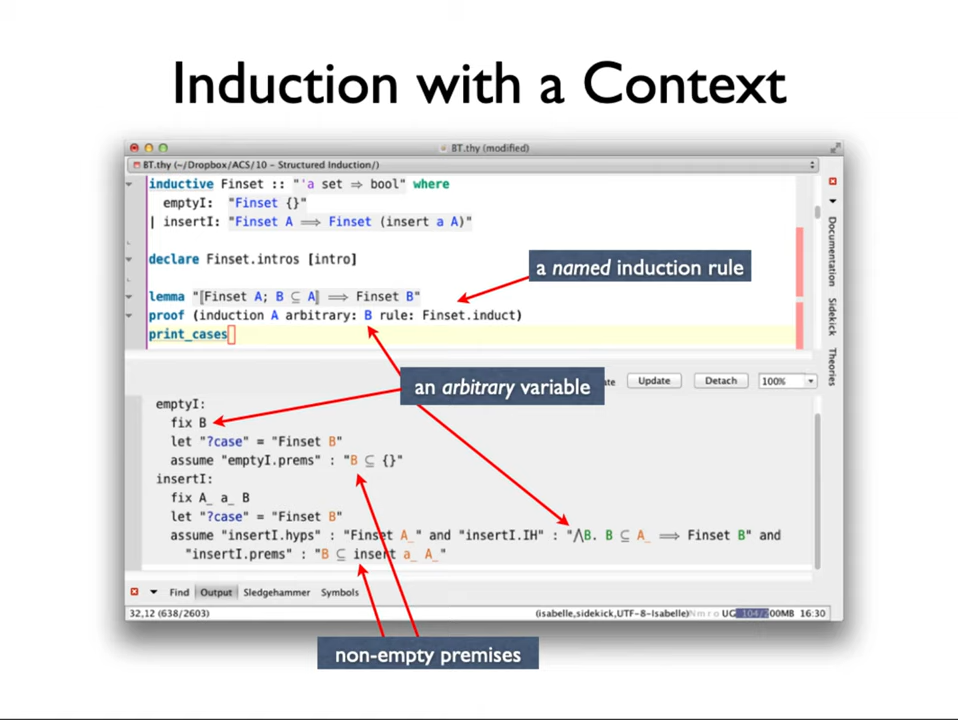 Induction with a Context
BT.thy (modified)
BT.thy (~/Dropbox/ACS/10 - Structured Induction/)
inductive Finset :: "'a set ⇒ bool" where
emptyI: "Finset {}"
| insertI: "Finset A ⟹ Finset (insert a A)"
declare Finset.intros [intro]
a named induction rule
lemma "⟦Finset A; B ⊆ A⟧ ⟹ Finset B"
proof (induction A arbitrary: B rule: Finset.induct)
print_cases
Documentation
Sidekick
Theories
an arbitrary variable
Update Detach 100%
emptyI:
fix B
let "?case" = "Finset B"
assume "emptyI.prems" : "B ⊆ {}"
insertI:
fix A_ a_ B
let "?case" = "Finset B"
assume "insertI.hyps" : "Finset A_" and "insertI.IH" : "⋀B. B ⊆ A_ ⟹ Finset B" and
"insertI.prems" : "B ⊆ insert a_ A_"
Find Output Sledgehammer Symbols
32,12 (638/2603) (isabelle,sidekick,UTF-8-Isabelle)Nmro UG 16:30
non-empty premises